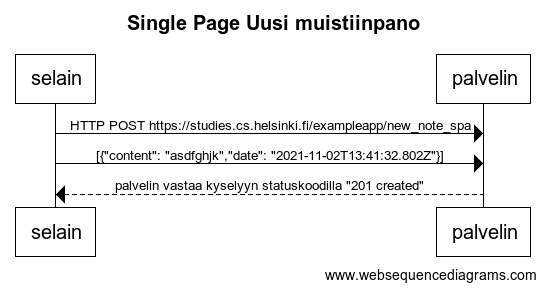 Single Page Uusi muistiinpano
selain palvelin
HTTP POST https://studies.cs.helsinki.fi/exampleapp/new_note_spa
[{"content": "asdfghjk","date": "2021-11-02T13:41:32.802Z"}]
palvelin vastaa kyselyyn statuskoodilla "201 created"
selain palvelin
www.websequencediagrams.com